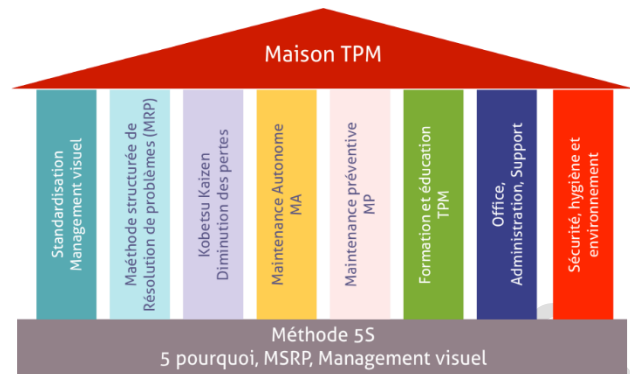 Maison TPM
Standardisation
Management visuel
Maéthode structurée de
Résolution de problèmes (MRP)
Kobetsu Kaizen
Diminution des pertes
Maintenance Autonome
MA
Maintenance préventive
MP
Formation et éducation
TPM
Office,
Administration, Support
Sécurité, hygiène et
environnement
Méthode 5S
5 pourquoi, MSRP, Management visuel